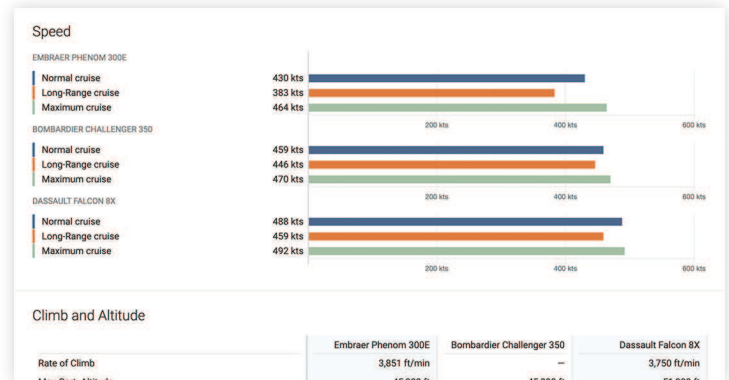 Speed
EMBRAER PHENOM 300E
Normal cruise 430 kts
Long-Range cruise 383 kts
Maximum cruise 464 kts
200 kts 400 kts 600 kts
BOMBARDIER CHALLENGER 350
Normal cruise 459 kts
Long-Range cruise 446 kts
Maximum cruise 470 kts
200 kts 400 kts 600 kts
DASSAULT FALCON 8X
Normal cruise 488 kts
Long-Range cruise 459 kts
Maximum cruise 492 kts
200 kts 400 kts 600 kts
Climb and Altitude
Embraer Phenom 300E Bombardier Challenger 350 Dassault Falcon 8X
Rate of Climb 3,851 ft/min – 3,750 ft/min